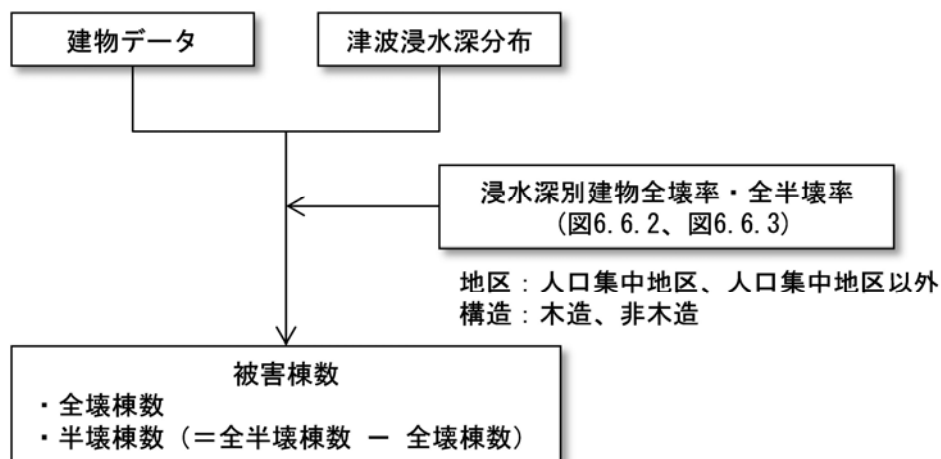 建物データ
津波浸水深分布
浸水深別建物全壊率・全半壊率
(図6.6.2、図6.6.3)
地区：人口集中地区、人口集中地区以外
構造：木造、非木造
被害棟数
・全壊棟数
・半壊棟数（＝全半壊棟数 － 全壊棟数）